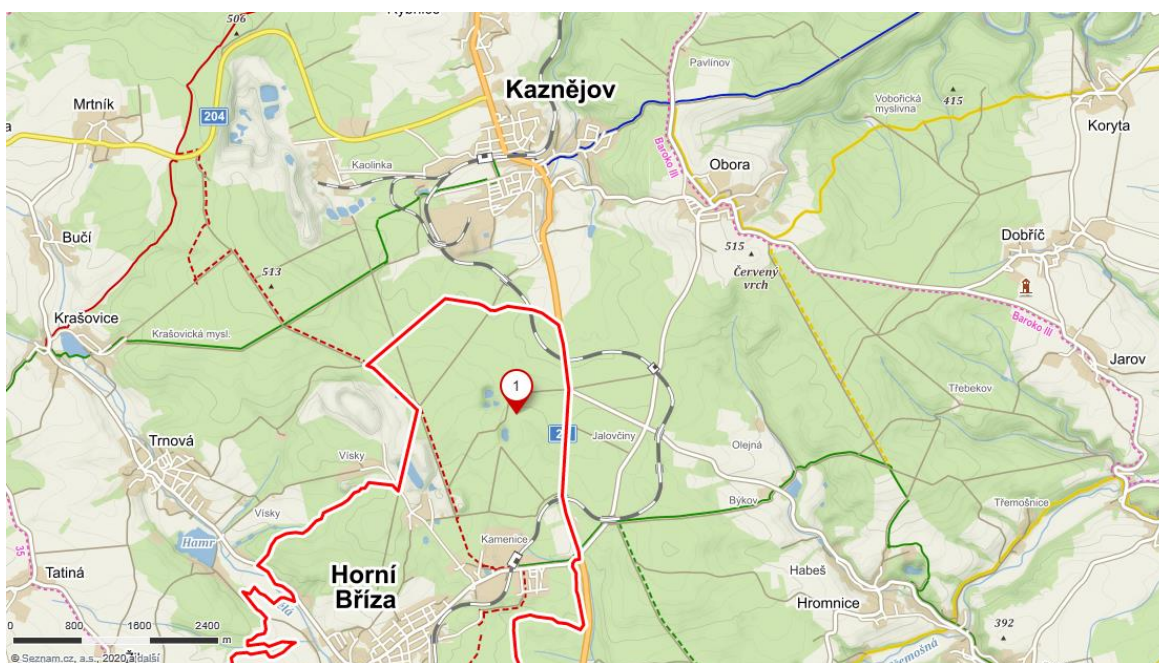 506
Kaznějov
Pavlínov
Mrtník
204
Vobořická
myslivna
415
Koryta
Kaolinka
Baroko III
Obora
Bučí
513
515
Červený
vrch
Dobříč
Krašovice
Krašovická mysl.
Baroko III
Jarov
1
Třebekov
Trnová
Vísky
Jalovčiny
Olejná
Vísky
Býkov
Třemošnice
Hamr
Kamenice
35
Tatiná
Horní
Bříza
Habeš
Hromnice
392
0 800 1600 2400 m
© Seznam.cz, a.s., 2020 a další